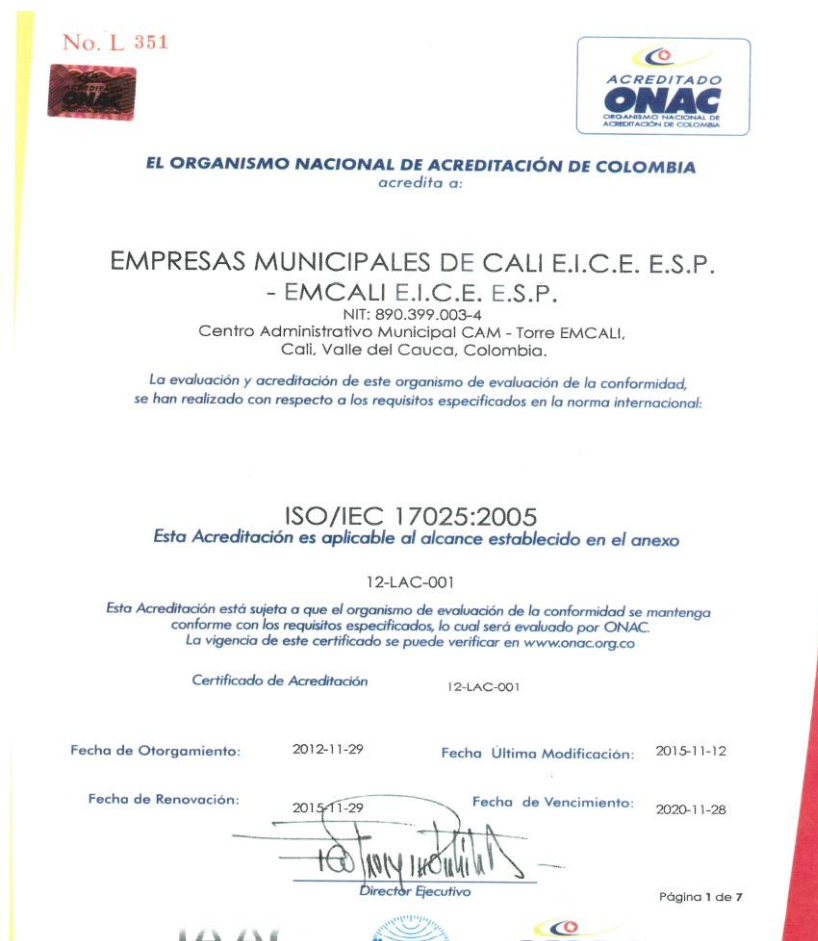 No. L 351
ONAC
ACREDITADO
ONAC
ORGANISMO NACIONAL DE
ACREDITACIÓN DE COLOMBIA
EL ORGANISMO NACIONAL DE ACREDITACIÓN DE COLOMBIA
acredita a:
EMPRESAS MUNICIPALES DE CALI E.I.C.E. E.S.P.
- EMCALI E.I.C.E. E.S.P.
NIT: 890.399.003-4
Centro Administrativo Municipal CAM - Torre EMCALI,
Cali, Valle del Cauca, Colombia.
La evaluación y acreditación de este organismo de evaluación de la conformidad,
se han realizado con respecto a los requisitos especificados en la norma internacional:
ISO/IEC 17025:2005
Esta Acreditación es aplicable al alcance establecido en el anexo
12-LAC-001
Esta Acreditación está sujeta a que el organismo de evaluación de la conformidad se mantenga
conforme con los requisitos especificados, lo cual será evaluado por ONAC.
La vigencia de este certificado se puede verificar en www.onac.org.co
Certificado de Acreditación 12-LAC-001
Fecha de Otorgamiento: 2012-11-29 Fecha Última Modificación: 2015-11-12
Fecha de Renovación: 2015-11-29 Fecha de Vencimiento: 2020-11-28
Director Ejecutivo
Página 1 de 7